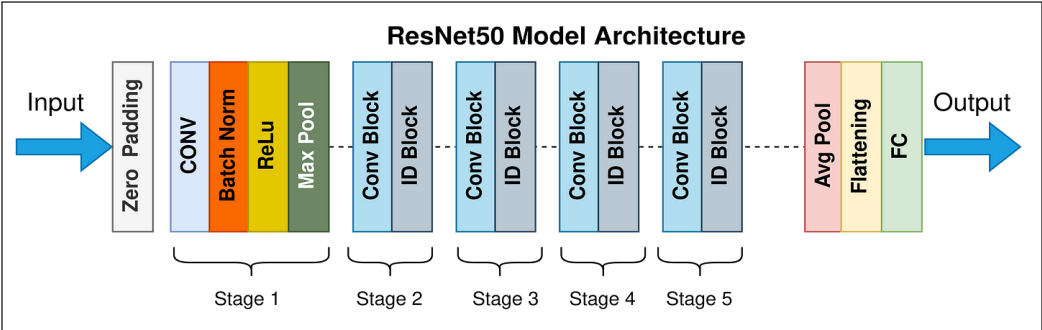 ResNet50 Model Architecture
Input
Zero Padding
CONV
Batch Norm
ReLu
Max Pool
Conv Block
ID Block
Conv Block
ID Block
Conv Block
ID Block
Conv Block
ID Block
Avg Pool
Flattening
FC
Output
Stage 1
Stage 2
Stage 3
Stage 4
Stage 5